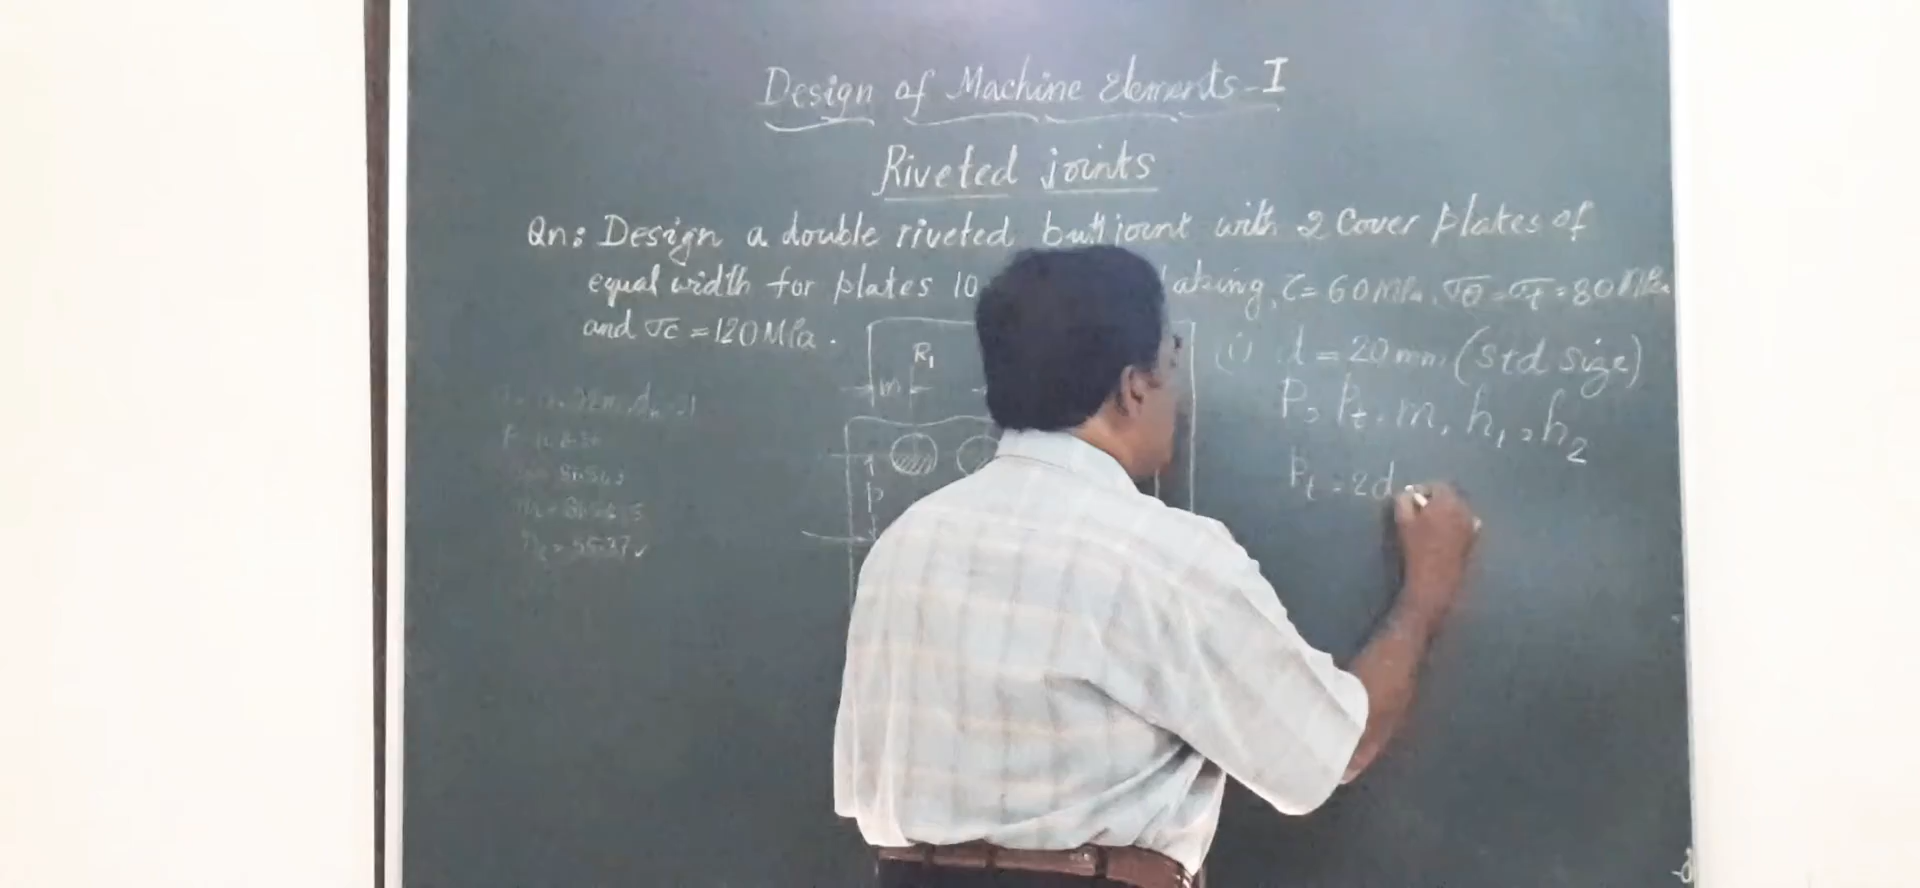 Design of Machine Elements-I
Riveted joints
Qn: Design a double riveted butt joint with 2 cover plates of
equal width for plates 10 taking, τ = 60 MPa, σθ = σt = 80 MPa
and σc = 120 MPa.
R1
m
P
(i) d = 20 mm (std size)
P, Pt, m, h1, h2
Pt = 2d